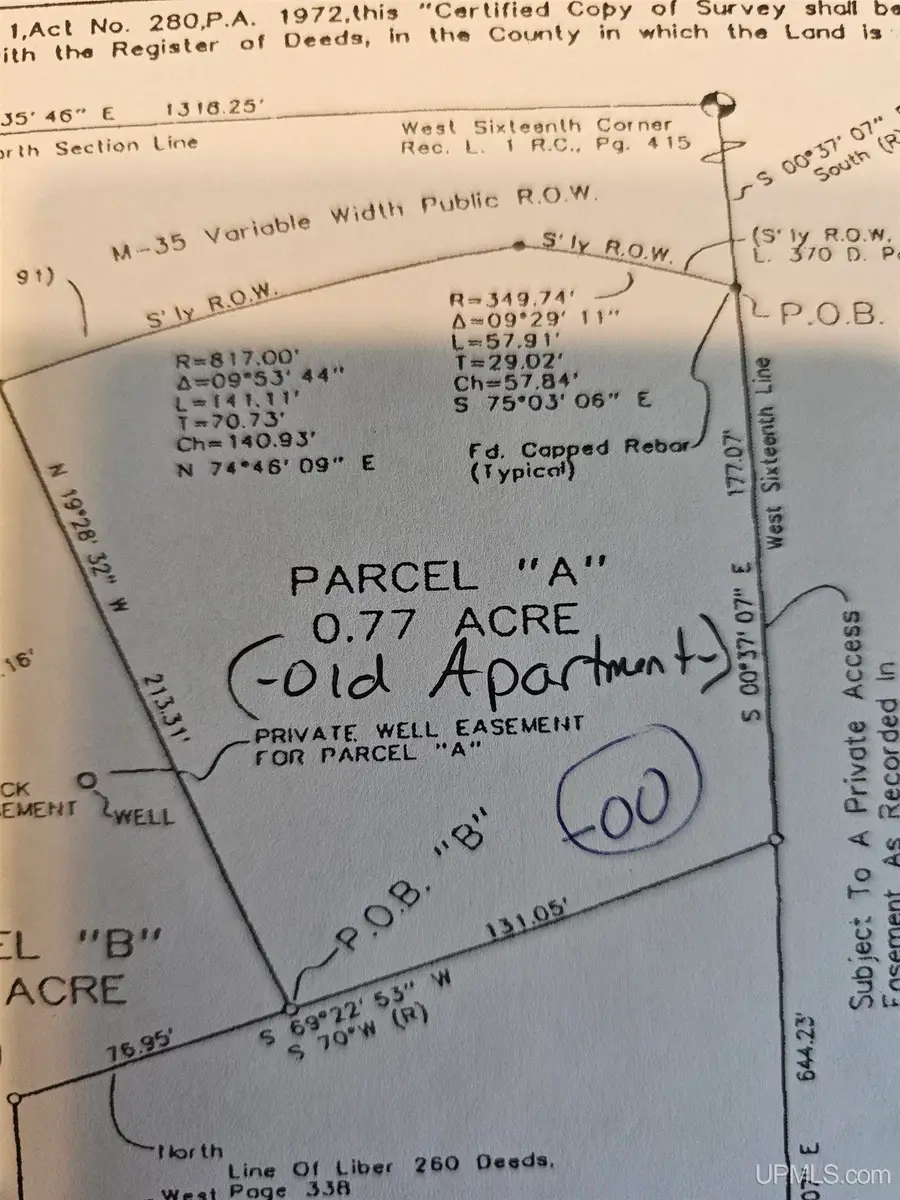 1,Act No. 280,P.A. 1972,this "Certified Copy of Survey shall be
ith the Register of Deeds, in the County in which the Land is
35' 46" E 1318.25'
orth Section Line
West Sixteenth Corner
Rec. L. 1 R.C., Pg. 415
S 00°37' 07"
South (R)
M-35 Variable Width Public R.O.W.
S'ly R.O.W.
(S'ly R.O.W.
L. 370 D. P
91)
S'ly R.O.W.
P.O.B.
R=349.74'
Δ=09°29' 11"
L=57.91'
T=29.02'
Ch=57.84'
S 75°03' 06" E
R=817.00'
Δ=09°53' 44"
L=141.11'
T=70.73'
Ch=140.93'
N 74°46' 09" E
Fd. Capped Rebar
(Typical)
177.07'
West Sixteenth Line
S 00°37' 07" E
N 19°28' 32" W
213.31'
PARCEL "A"
0.77 ACRE
(-Old Apartment-)
.16'
PRIVATE WELL EASEMENT
FOR PARCEL "A"
CK
EMENT
WELL
-00
P.O.B. "B"
131.05'
Subject To A Private Access
Easement As Recorded In
EL "B"
ACRE
S 69°22' 53" W
S 70°W (R)
76.95'
644.23'
07" E
North
Line Of Liber 260 Deeds,
West Page 338
UPMLS.com